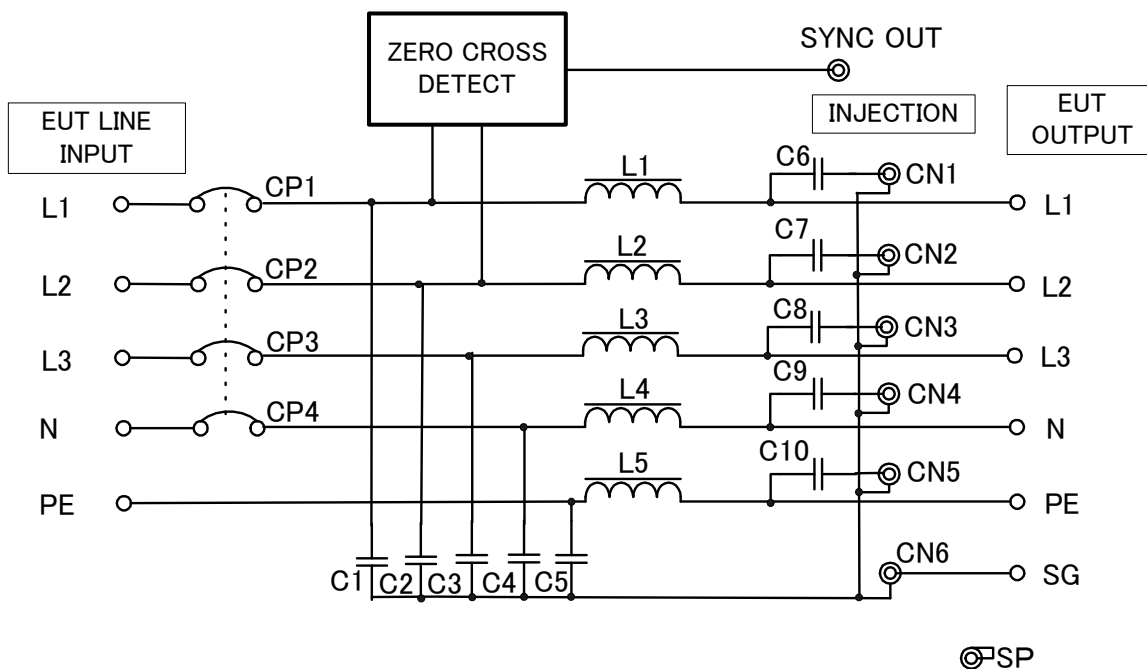 ZERO CROSS
DETECT
SYNC OUT
EUT LINE
INPUT
INJECTION
EUT
OUTPUT
L1
CP1
L1
C6
CN1
L1
L2
CP2
L2
C7
CN2
L2
L3
CP3
L3
C8
CN3
L3
N
CP4
L4
C9
CN4
N
PE
L5
C10
CN5
PE
C1
C2
C3
C4
C5
CN6
SG
SP